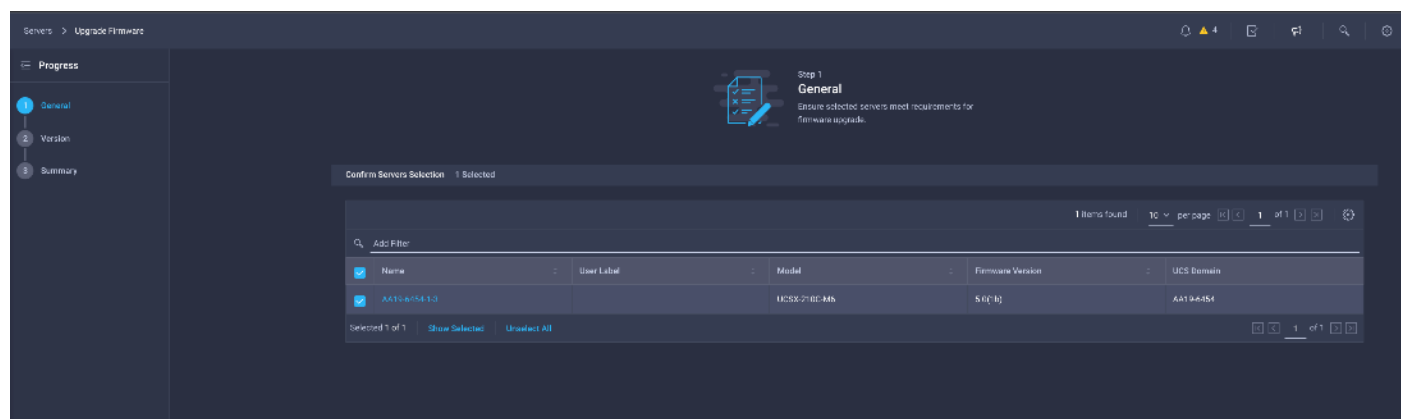 Servers > Upgrade Firmware
4
Progress
1 General
2 Version
3 Summary
Step 1
General
Ensure selected servers meet requirements for
firmware upgrade.
Confirm Servers Selection 1 Selected
1 items found 10 per page 1 of 1
Add Filter
Name User Label Model Firmware Version UCS Domain
AA19-6454-1-3 UCSX-210C-M6 5.0(1b) AA19-6454
Selected 1 of 1 Show Selected Unselect All 1 of 1